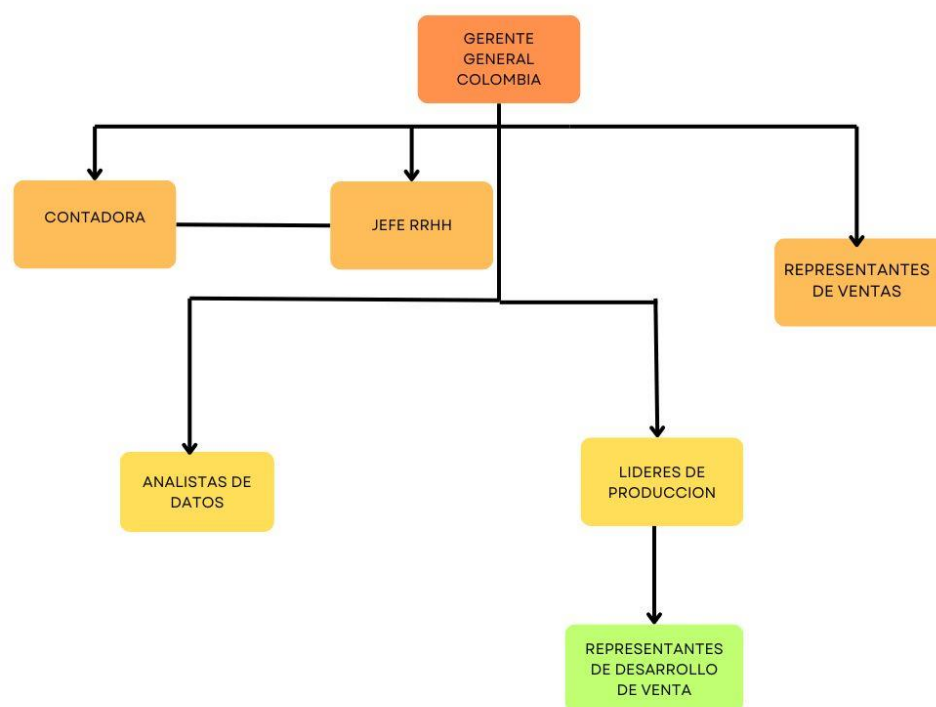 GERENTE
GENERAL
COLOMBIA
CONTADORA
JEFE RRHH
REPRESENTANTES
DE VENTAS
ANALISTAS DE
DATOS
LIDERES DE
PRODUCCION
REPRESENTANTES
DE DESARROLLO
DE VENTA